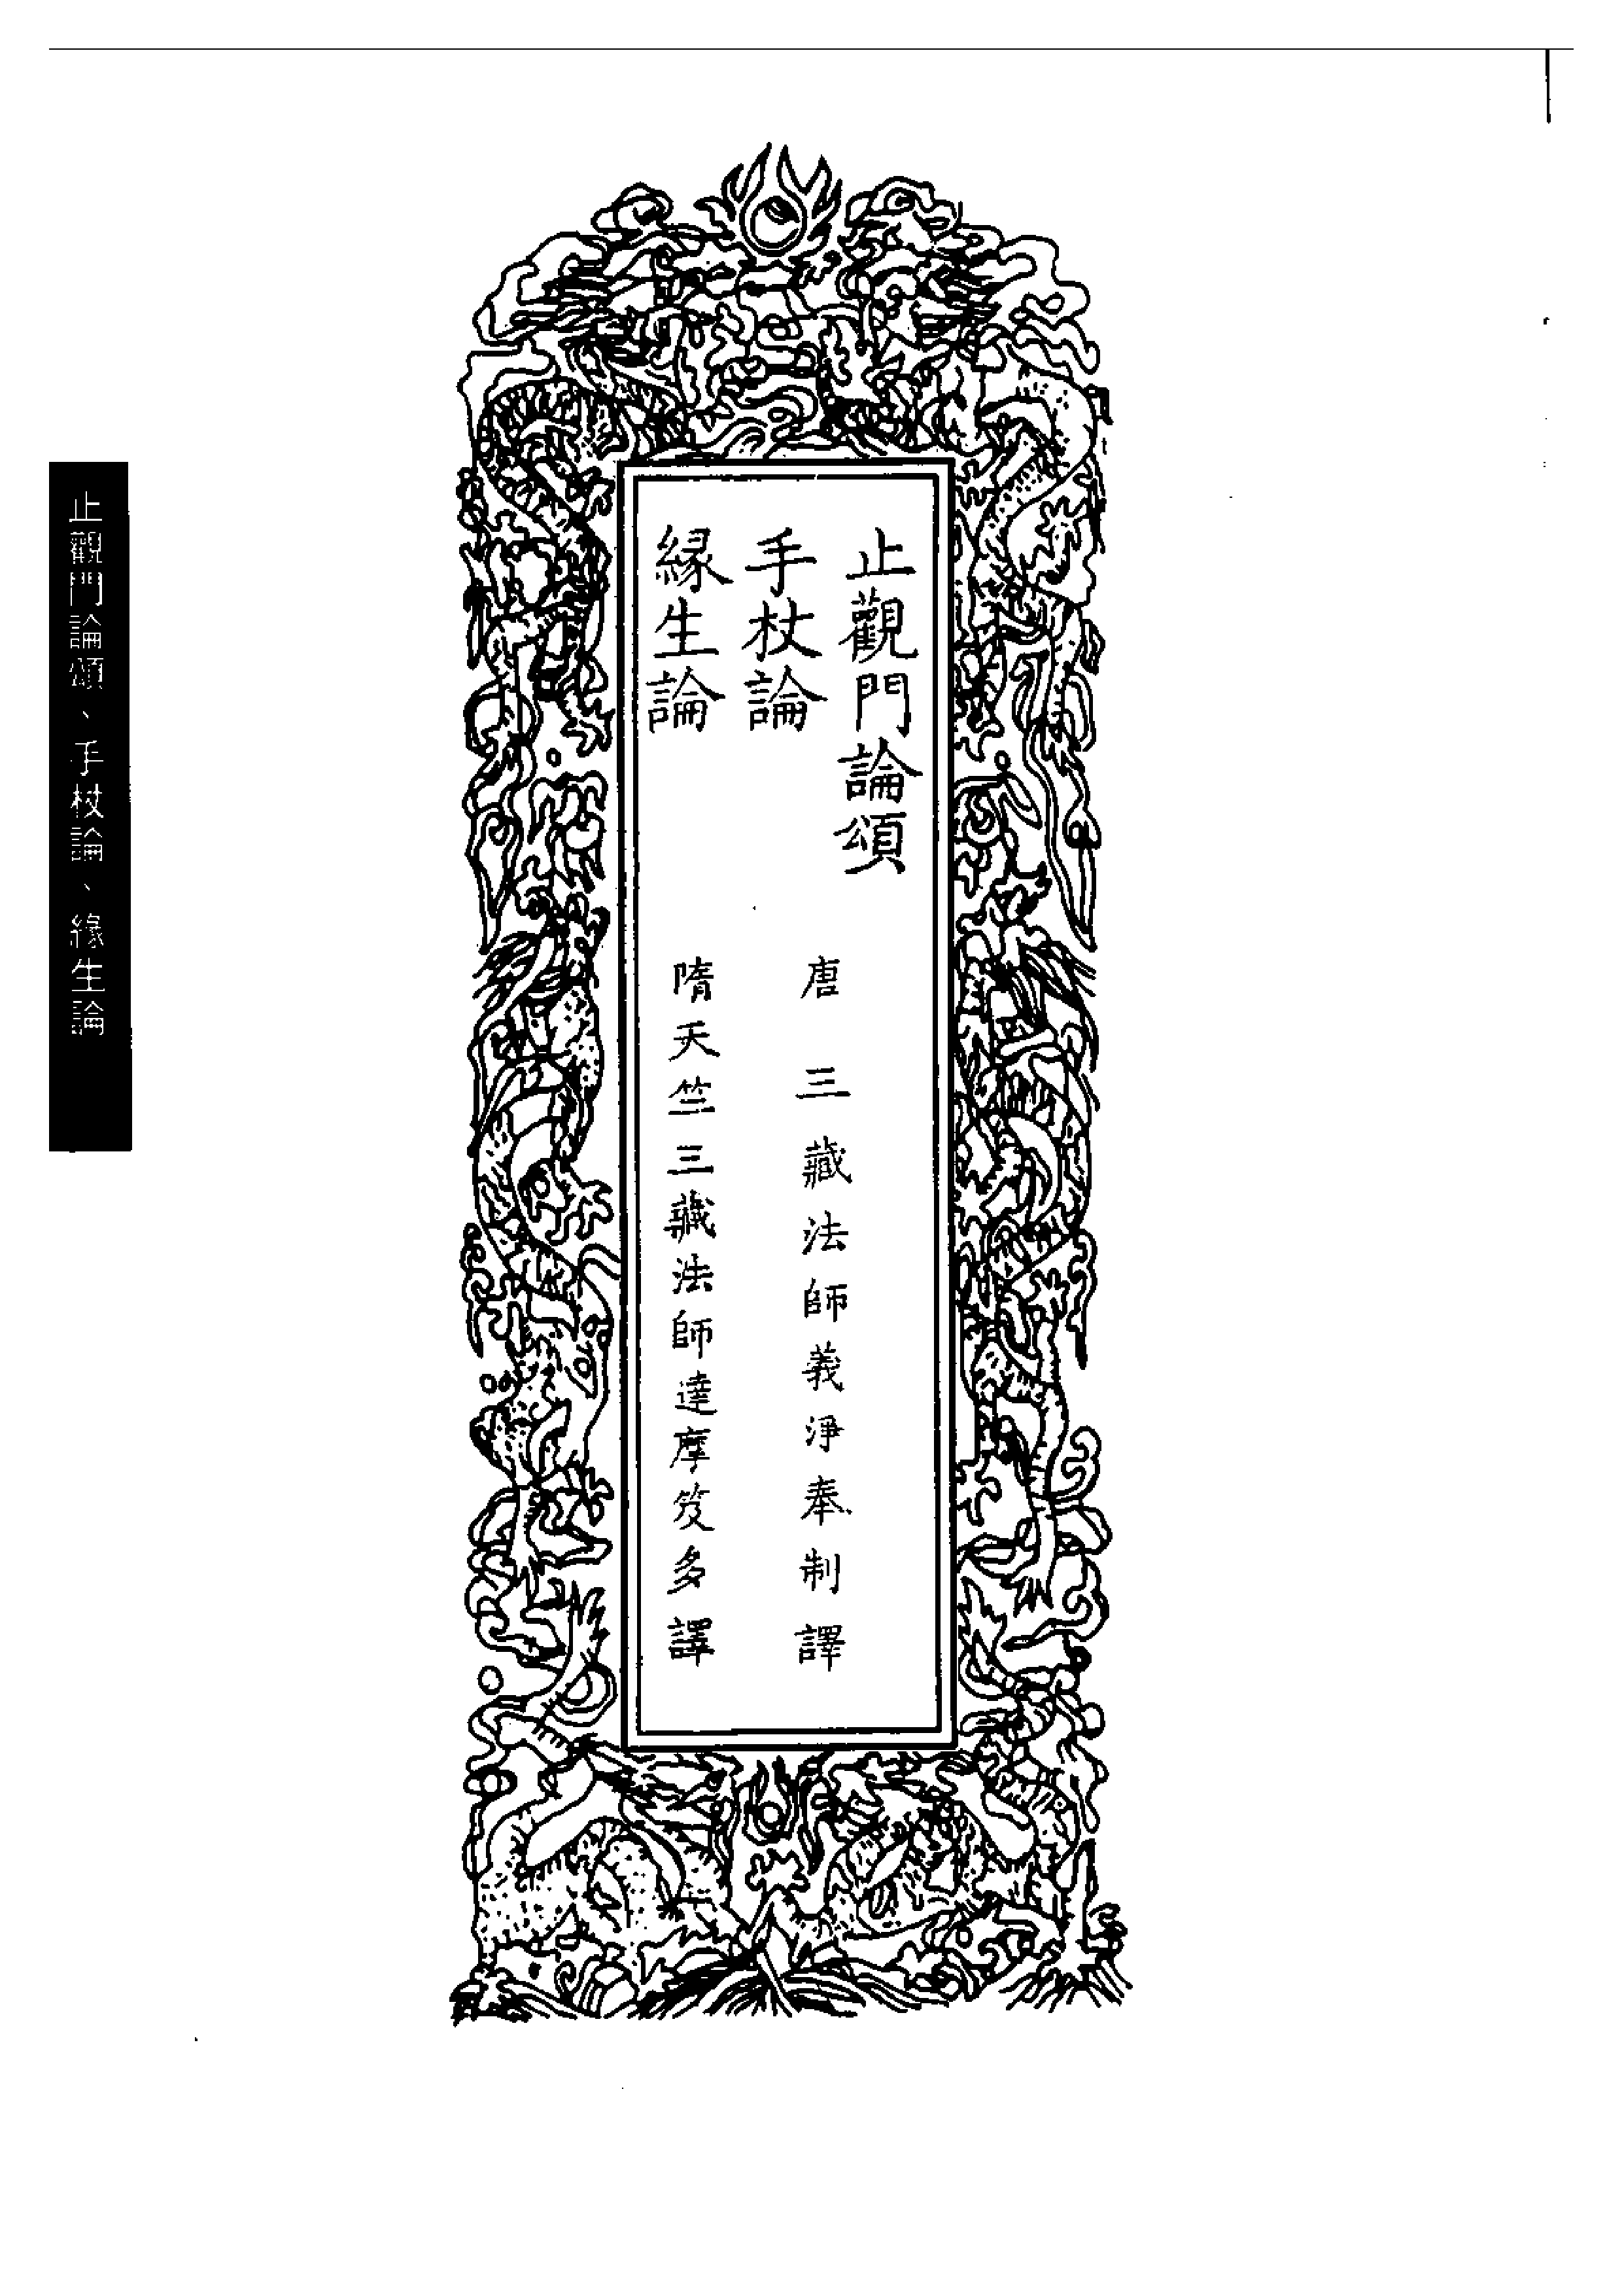 止觀門論頌
手杖論
緣生論
唐三藏法師義淨奉制譯
隋天竺三藏法師達摩笈多譯
止觀門論頌、手杖論、緣生論